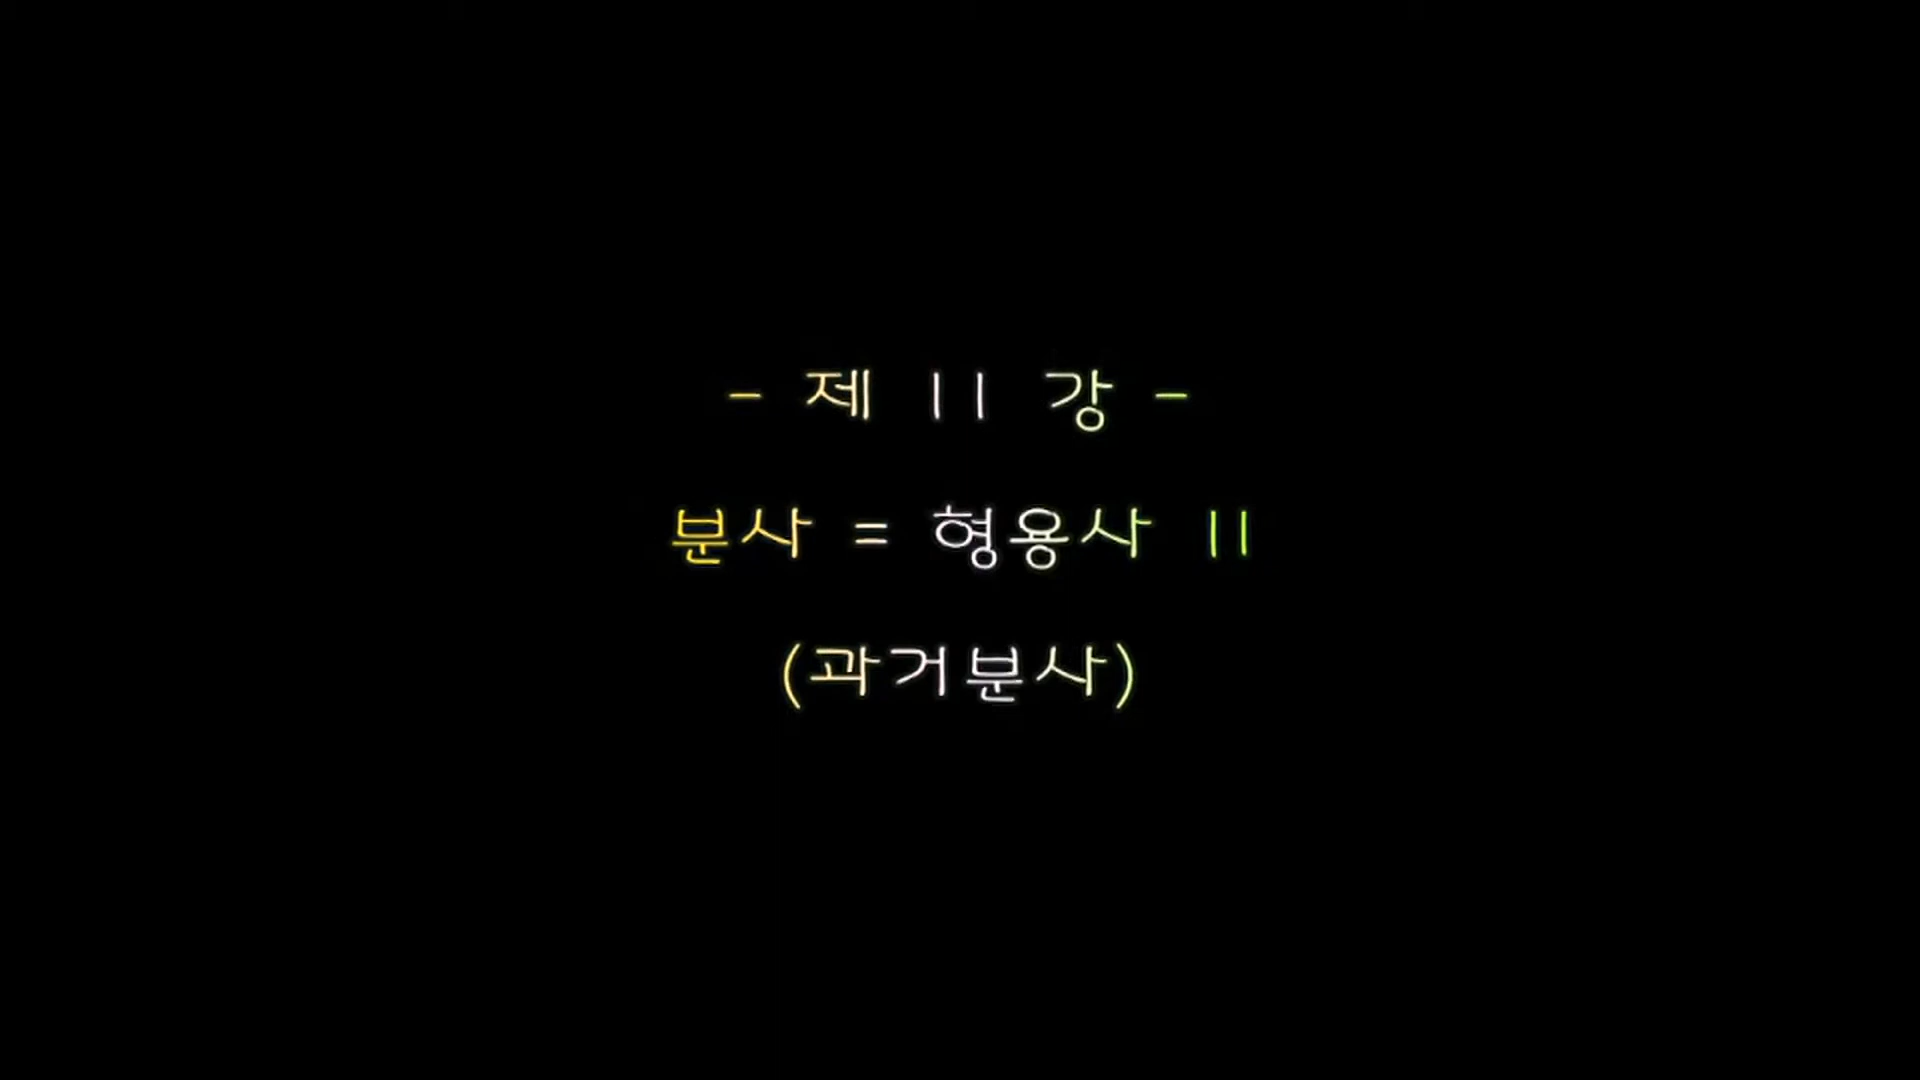 - 제 11 강 -
분사 = 형용사 II
(과거분사)